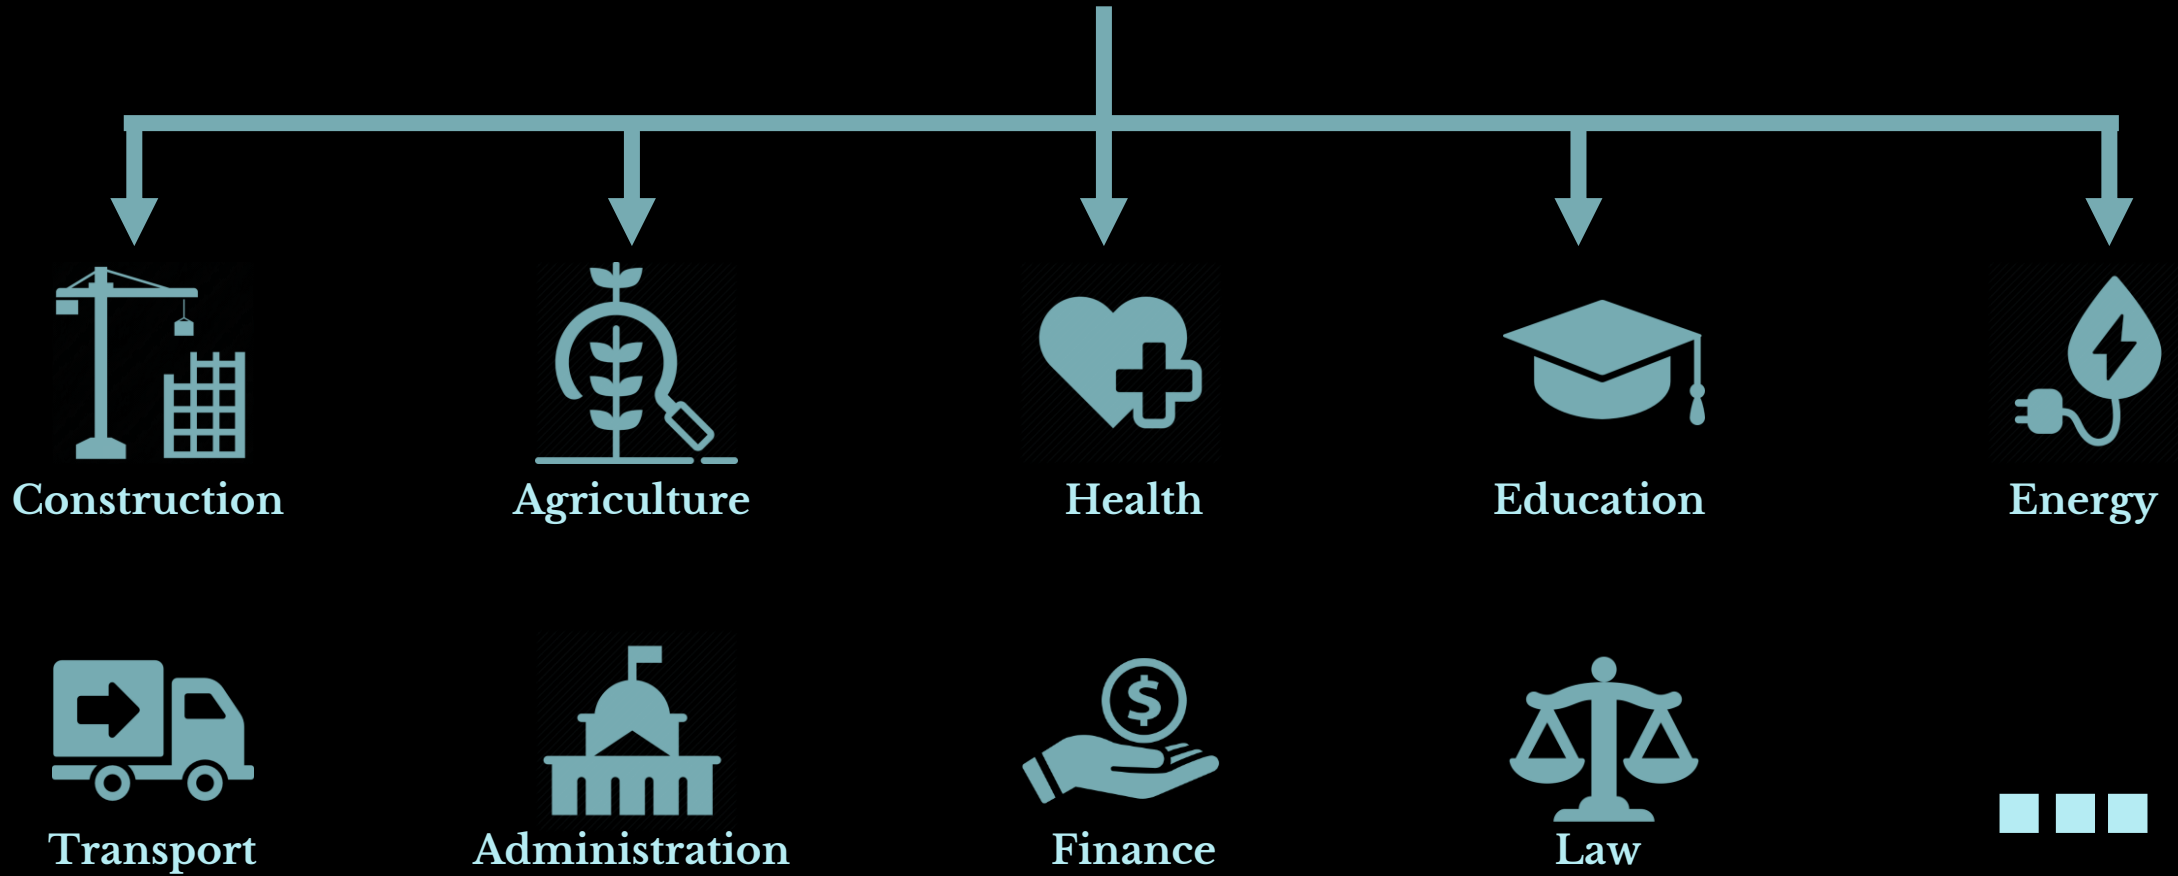 Construction
Agriculture
Health
Education
Energy
$
Transport
Administration
Finance
Law